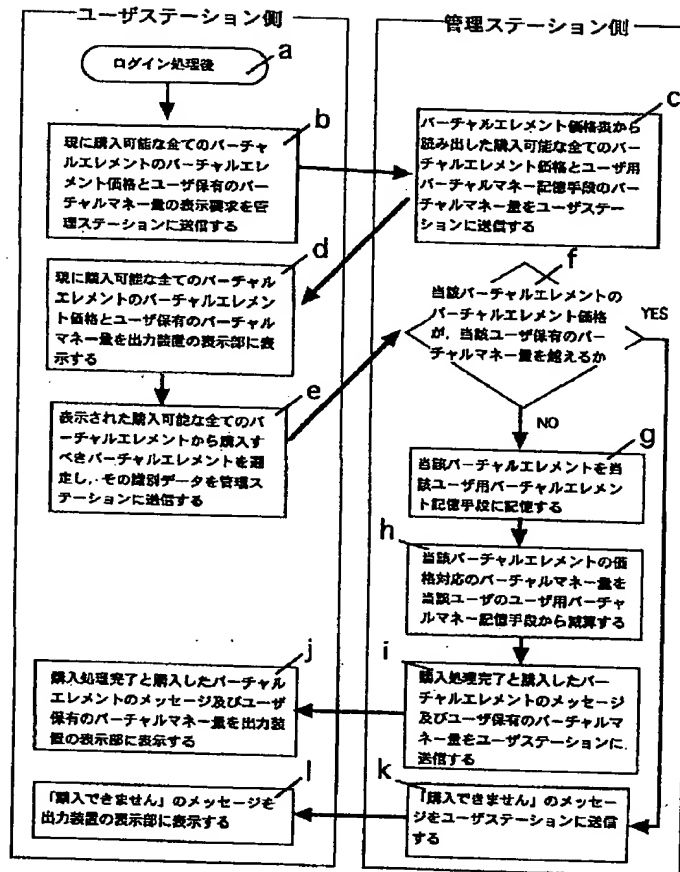 ユーザステーション側
管理ステーション側
a
ログイン処理後
b
現に購入可能な全てのバーチャ
ルエレメントのバーチャルエレ
メント価格とユーザ保有のバー
チャルマネー量の表示要求を管
理ステーションに送信する
c
バーチャルエレメント価格表から
読み出した購入可能な全てのバー
チャルエレメント価格とユーザ用
バーチャルマネー記憶手段のバー
チャルマネー量をユーザステー
ションに送信する
d
現に購入可能な全てのバーチャル
エレメントのバーチャルエレメン
ト価格とユーザ保有のバーチャル
マネー量を出力装置の表示部に表
示する
e
表示された購入可能な全てのバ
ーチャルエレメントから購入す
べきバーチャルエレメントを選
定し、その識別データを管理ス
テーションに送信する
f
当該バーチャルエレメントの
バーチャルエレメント価格
が、当該ユーザ保有のバー
チャルマネー量を越えるか
YES
NO
g
当該バーチャルエレメントを当
該ユーザ用バーチャルエレメン
ト記憶手段に記憶する
h
当該バーチャルエレメントの価
格対応のバーチャルマネー量を
当該ユーザのユーザ用バーチャ
ルマネー記憶手段から減算する
i
購入処理完了と購入したバー
チャルエレメントのメッセージ
及びユーザ保有のバーチャルマ
ネー量をユーザステーションに
送信する
j
購入処理完了と購入したバーチャル
エレメントのメッセージ及びユーザ
保有のバーチャルマネー量を出力装
置の表示部に表示する
k
「購入できません」のメッセー
ジをユーザステーションに送信
する
l
「購入できません」のメッセージを
出力装置の表示部に表示する